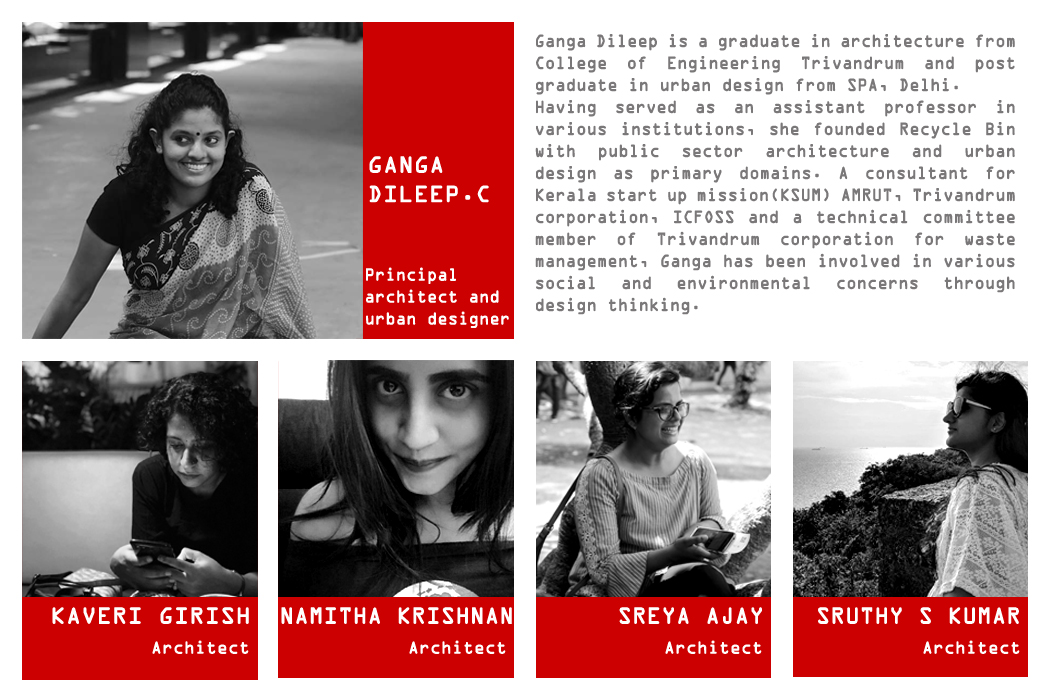 GANGA
DILEEP.C
Principal
architect and
urban designer
Ganga Dileep is a graduate in architecture from
College of Engineering Trivandrum and post
graduate in urban design from SPA, Delhi.
Having served as an assistant professor in
various institutions, she founded Recycle Bin
with public sector architecture and urban
design as primary domains. A consultant for
Kerala start up mission(KSUM) AMRUT, Trivandrum
corporation, ICFOSS and a technical committee
member of Trivandrum corporation for waste
management, Ganga has been involved in various
social and environmental concerns through
design thinking.
KAVERI GIRISH
Architect
NAMITHA KRISHNAN
Architect
SREYA AJAY
Architect
SRUTHY S KUMAR
Architect